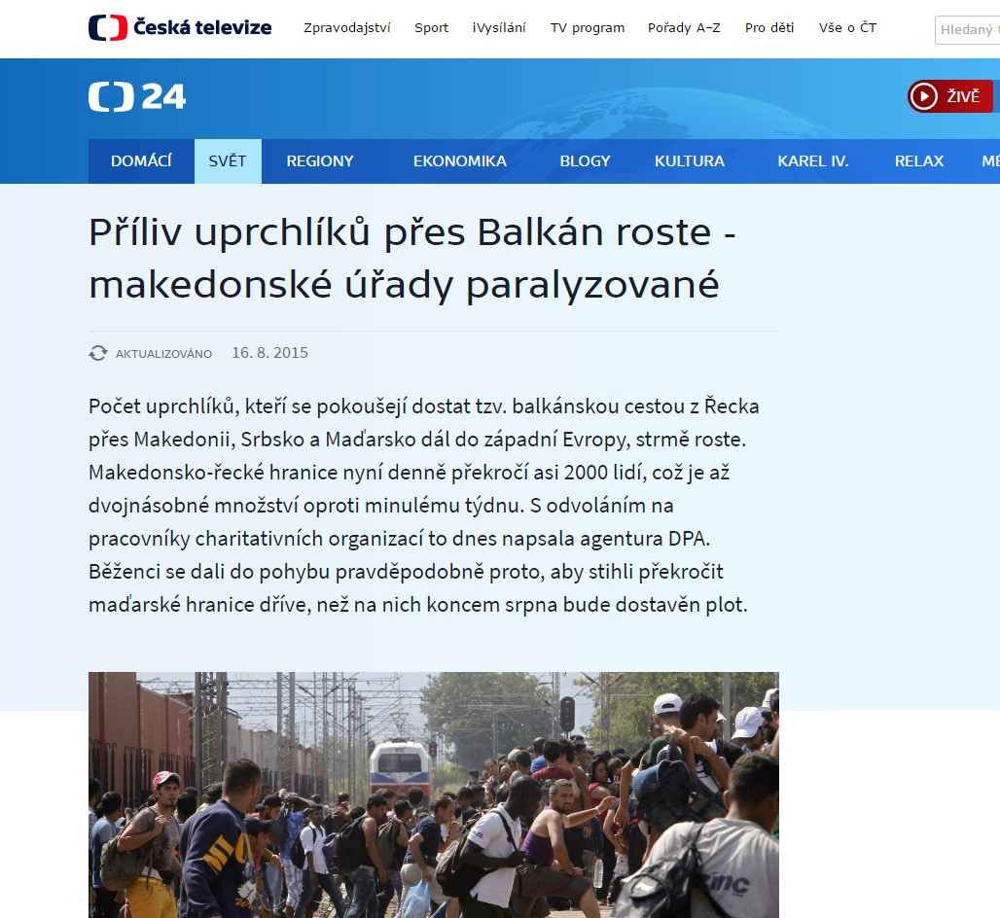 Česká televize Zpravodajství Sport iVysílání TV program Pořady A–Z Pro děti Vše o ČT Hledaný
24 ŽIVĚ
DOMÁCÍ SVĚT REGIONY EKONOMIKA BLOGY KULTURA KAREL IV. RELAX
Příliv uprchlíků přes Balkán roste -
makedonské úřady paralyzované
AKTUALIZOVÁNO 16. 8. 2015
Počet uprchlíků, kteří se pokoušejí dostat tzv. balkánskou cestou z Řecka
přes Makedonii, Srbsko a Maďarsko dál do západní Evropy, strmě roste.
Makedonsko-řecké hranice nyní denně překročí asi 2000 lidí, což je až
dvojnásobné množství oproti minulému týdnu. S odvoláním na
pracovníky charitativních organizací to dnes napsala agentura DPA.
Běženci se dali do pohybu pravděpodobně proto, aby stihli překročit
maďarské hranice dříve, než na nich koncem srpna bude dostavěn plot.